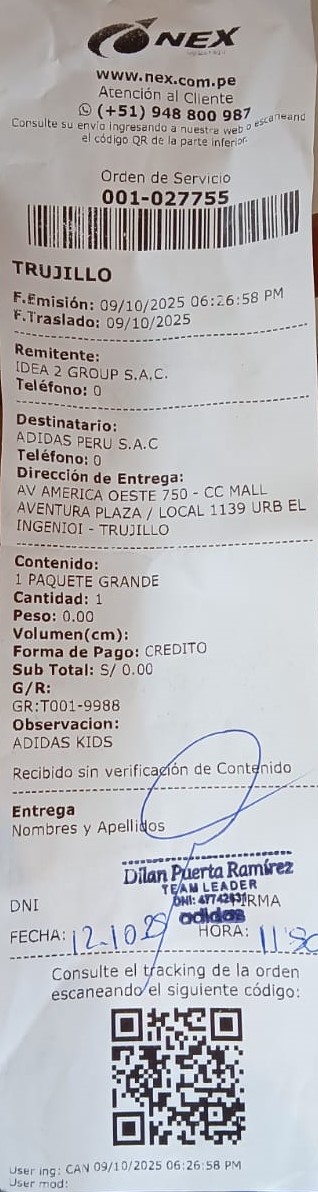 NEX
www.nex.com.pe
Atención al Cliente
(+51) 948 800 987
Consulte su envío ingresando a nuestra web o escaneand
el código QR de la parte inferior.
Orden de Servicio
001-027755
TRUJILLO
F.Emisión: 09/10/2025 06:26:58 PM
F.Traslado: 09/10/2025
Remitente:
IDEA 2 GROUP S.A.C.
Teléfono: 0
Destinatario:
ADIDAS PERU S.A.C
Teléfono: 0
Dirección de Entrega:
AV AMERICA OESTE 750 - CC MALL
AVENTURA PLAZA / LOCAL 1139 URB EL
INGENIOI - TRUJILLO
Contenido:
1 PAQUETE GRANDE
Cantidad: 1
Peso: 0.00
Volumen(cm):
Forma de Pago: CREDITO
Sub Total: S/ 0.00
G/R:
GR:T001-9988
Observacion:
ADIDAS KIDS
Recibido sin verificación de Contenido
Entrega
Nombres y Apellidos
Dilan Puerta Ramírez
TEAM LEADER
DNI: FIRMA
DNI adidas
FECHA: 12.10.25 HORA:
Consulte el tracking de la orden
escaneando el siguiente código:
User ing: CAN 09/10/2025 06:26:58 PM
User mod: